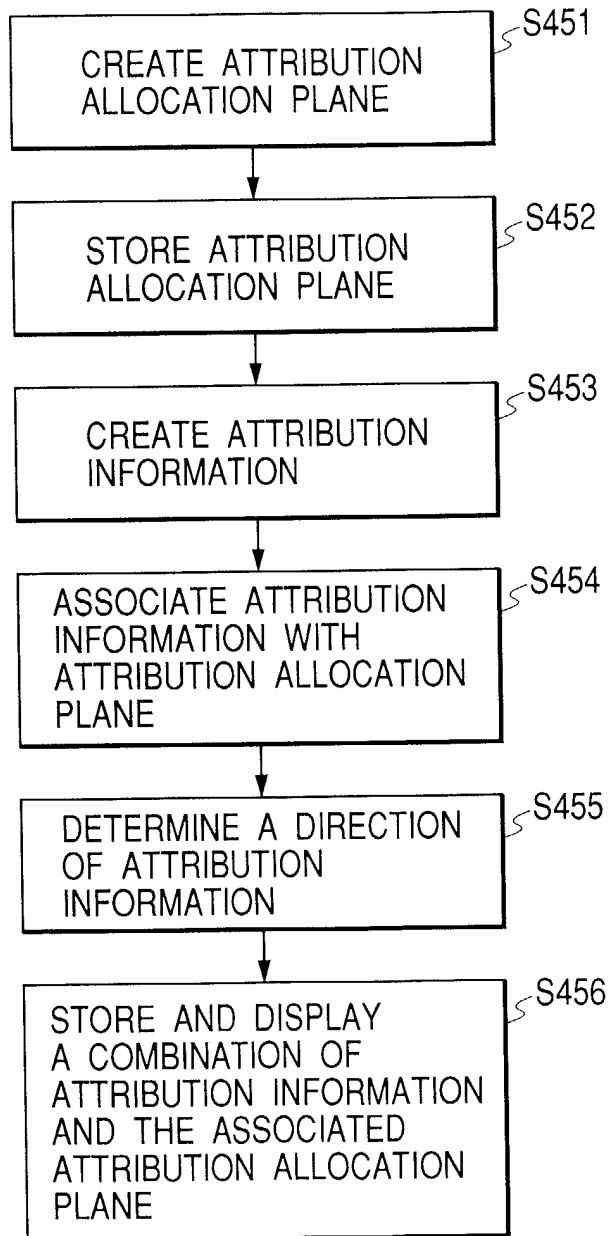 S451
CREATE ATTRIBUTION
ALLOCATION PLANE
S452
STORE ATTRIBUTION
ALLOCATION PLANE
S453
CREATE ATTRIBUTION
INFORMATION
S454
ASSOCIATE ATTRIBUTION
INFORMATION WITH
ATTRIBUTION ALLOCATION
PLANE
S455
DETERMINE A DIRECTION
OF ATTRIBUTION
INFORMATION
S456
STORE AND DISPLAY
A COMBINATION OF
ATTRIBUTION INFORMATION
AND THE ASSOCIATED
ATTRIBUTION ALLOCATION
PLANE